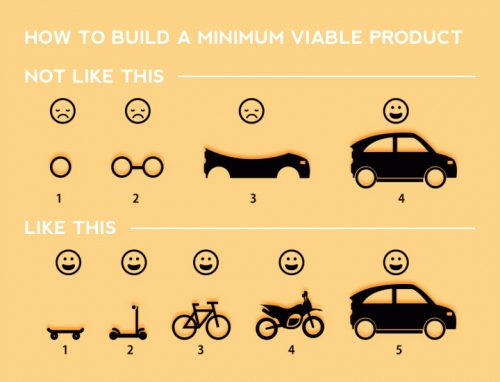 HOW TO BUILD A MINIMUM VIABLE PRODUCT
NOT LIKE THIS
1 2 3 4
LIKE THIS
1 2 3 4 5